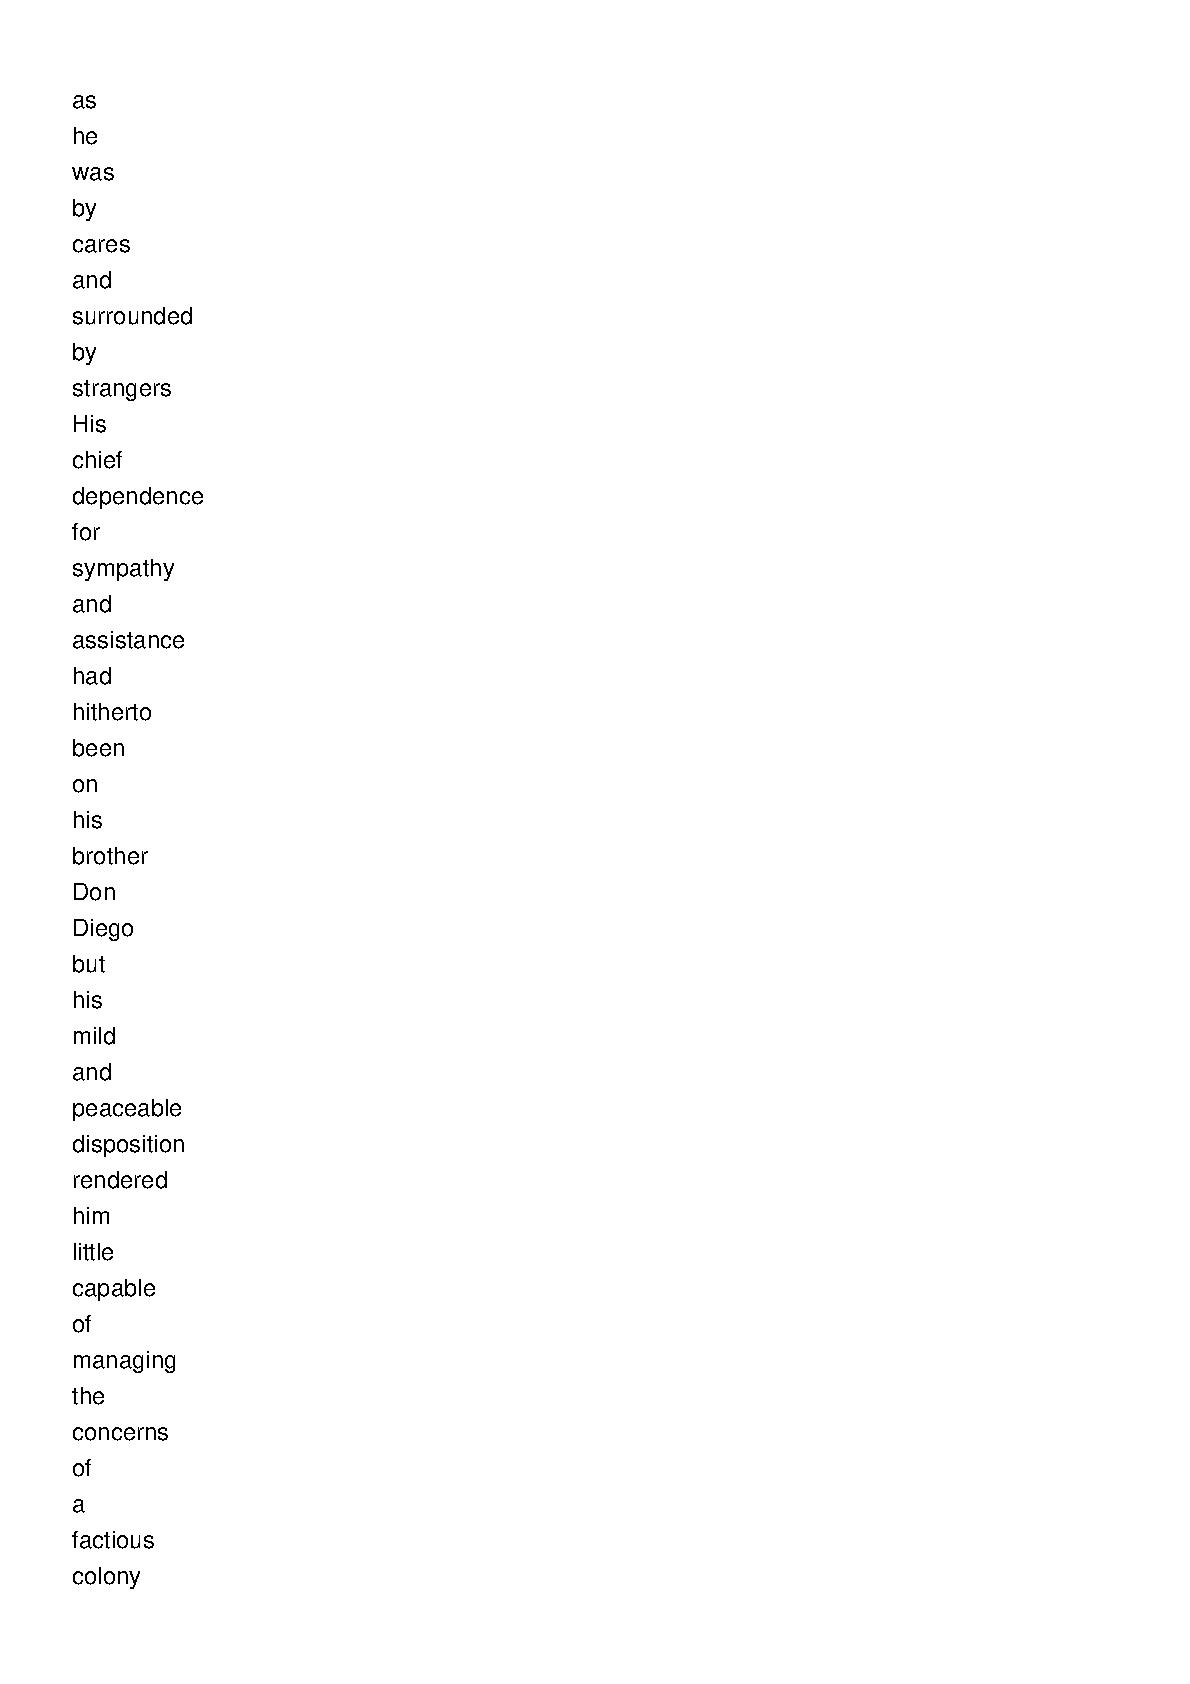 as
he
was
by
cares
and
surrounded
by
strangers
His
chief
dependence
for
sympathy
and
assistance
had
hitherto
been
on
his
brother
Don
Diego
but
his
mild
and
peaceable
disposition
rendered
him
little
capable
of
managing
the
concerns
of
a
factious
colony